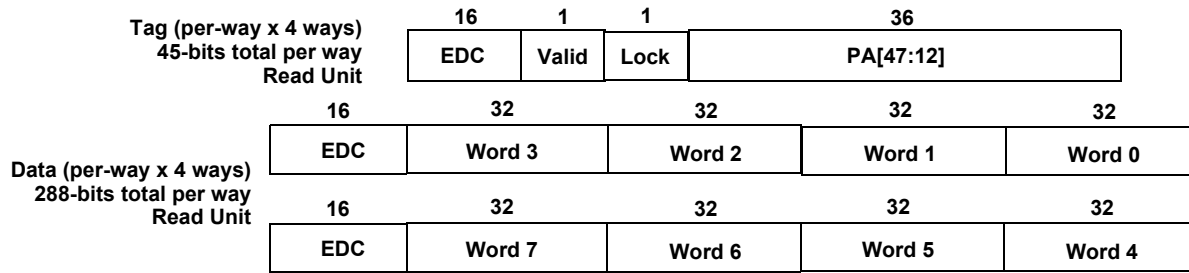 Tag (per-way x 4 ways)
45-bits total per way
Read Unit
16 1 1 36
EDC Valid Lock PA[47:12]
Data (per-way x 4 ways)
288-bits total per way
Read Unit
16 32 32 32 32
EDC Word 3 Word 2 Word 1 Word 0
16 32 32 32 32
EDC Word 7 Word 6 Word 5 Word 4